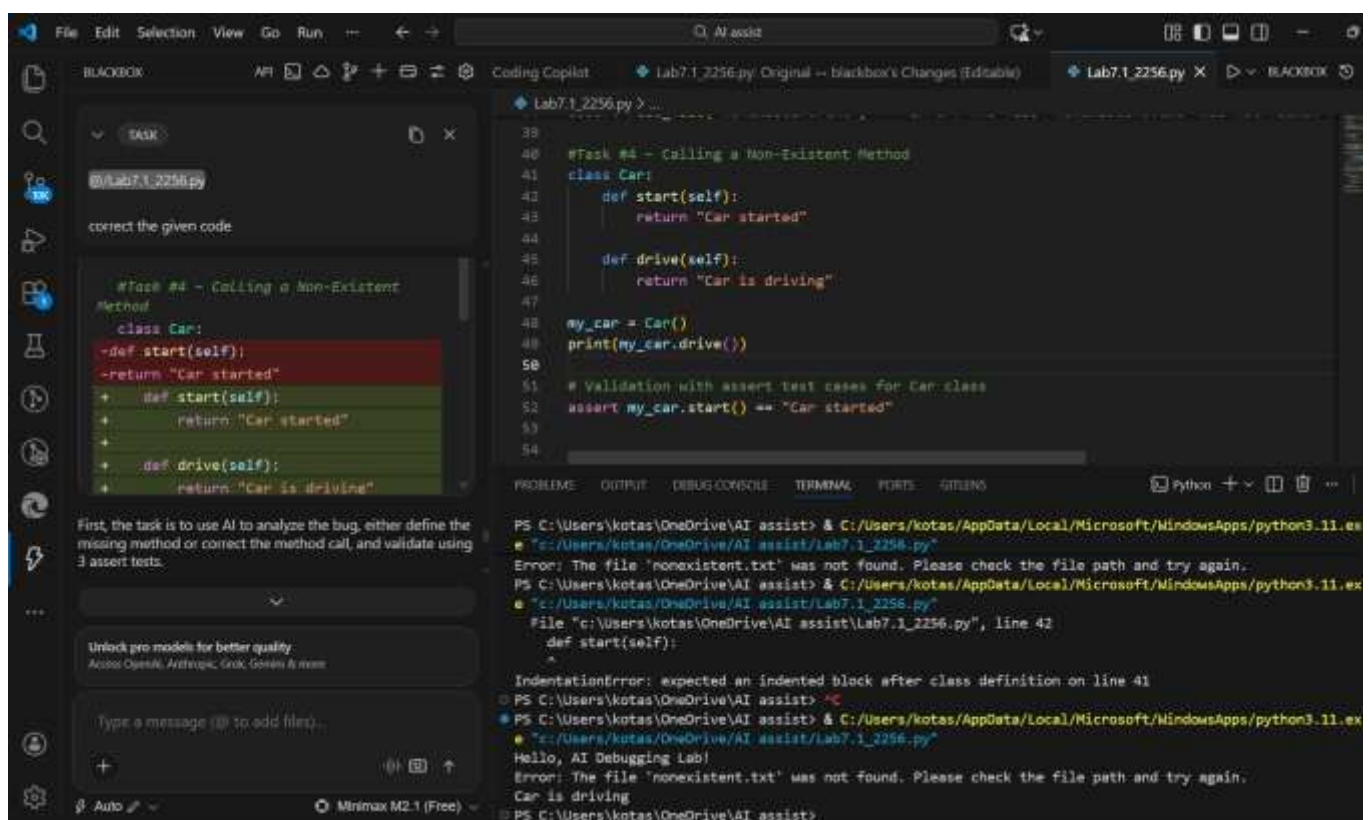 File Edit Selection View Go Run ··· AI assist
BLACKBOX API
TASK
@/Lab7.1_2256.py
correct the given code
#Task #4 – Calling a Non-Existent
Method
class Car:
-def start(self):
-return "Car started"
+ def start(self):
+ return "Car started"
+
+ def drive(self):
+ return "Car is driving"
First, the task is to use AI to analyze the bug, either define the
missing method or correct the method call, and validate using
3 assert tests.
Unlock pro models for better quality
Access OpenAI, Anthropic, Grok, Gemini & more
Type a message (@ to add files)...
Auto
Minimax M2.1 (Free)
Coding Copilot Lab7.1_2256.py: Original ↔ blackbox's Changes (Editable) Lab7.1_2256.py BLACKBOX
Lab7.1_2256.py > ...
39
40 #Task #4 – Calling a Non-Existent Method
41 class Car:
42 def start(self):
43 return "Car started"
44
45 def drive(self):
46 return "Car is driving"
47
48 my_car = Car()
49 print(my_car.drive())
50
51 # Validation with assert test cases for Car class
52 assert my_car.start() == "Car started"
53
54
PROBLEMS OUTPUT DEBUG CONSOLE TERMINAL PORTS GITLENS Python
PS C:\Users\kotas\OneDrive\AI assist> & C:/Users/kotas/AppData/Local/Microsoft/WindowsApps/python3.11.ex
e "c:/Users/kotas/OneDrive/AI assist/Lab7.1_2256.py"
Error: The file 'nonexistent.txt' was not found. Please check the file path and try again.
PS C:\Users\kotas\OneDrive\AI assist> & C:/Users/kotas/AppData/Local/Microsoft/WindowsApps/python3.11.ex
e "c:/Users/kotas/OneDrive/AI assist/Lab7.1_2256.py"
File "c:\Users\kotas\OneDrive\AI assist\Lab7.1_2256.py", line 42
def start(self):
^
IndentationError: expected an indented block after class definition on line 41
PS C:\Users\kotas\OneDrive\AI assist> ^C
PS C:\Users\kotas\OneDrive\AI assist> & C:/Users/kotas/AppData/Local/Microsoft/WindowsApps/python3.11.ex
e "c:/Users/kotas/OneDrive/AI assist/Lab7.1_2256.py"
Hello, AI Debugging Lab!
Error: The file 'nonexistent.txt' was not found. Please check the file path and try again.
Car is driving
PS C:\Users\kotas\OneDrive\AI assist>